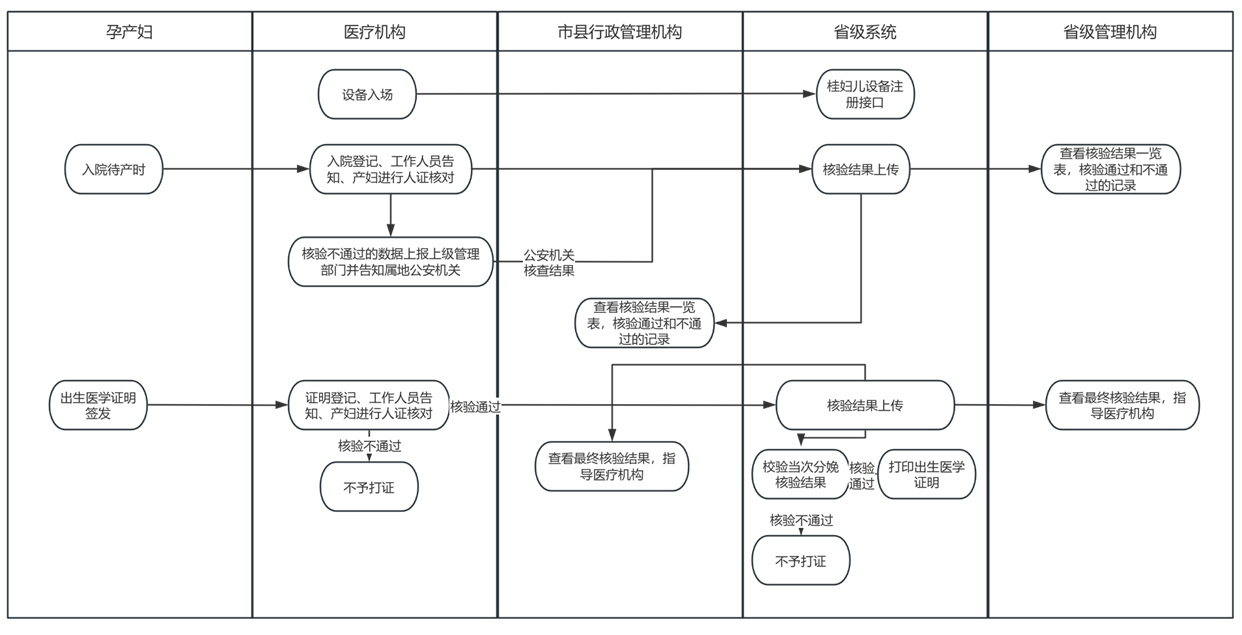 孕产妇
医疗机构
市县行政管理机构
省级系统
省级管理机构
设备入场
桂妇儿设备注
册接口
入院待产时
入院登记、工作人员告
知、产妇进行人证核对
核验结果上传
查看核验结果一览
表，核验通过和不通
过的记录
核验不通过的数据上报上级管理
部门并告知属地公安机关
公安机关
核查结果
查看核验结果一览
表，核验通过和不通
过的记录
出生医学证明
签发
证明登记、工作人员告
知、产妇进行人证核对
核验通过
核验结果上传
查看最终核验结果，指
导医疗机构
核验不通过
不予打证
查看最终核验结果，指
导医疗机构
校验当次分娩
核验结果
核验
通过
打印出生医学
证明
核验不通过
不予打证